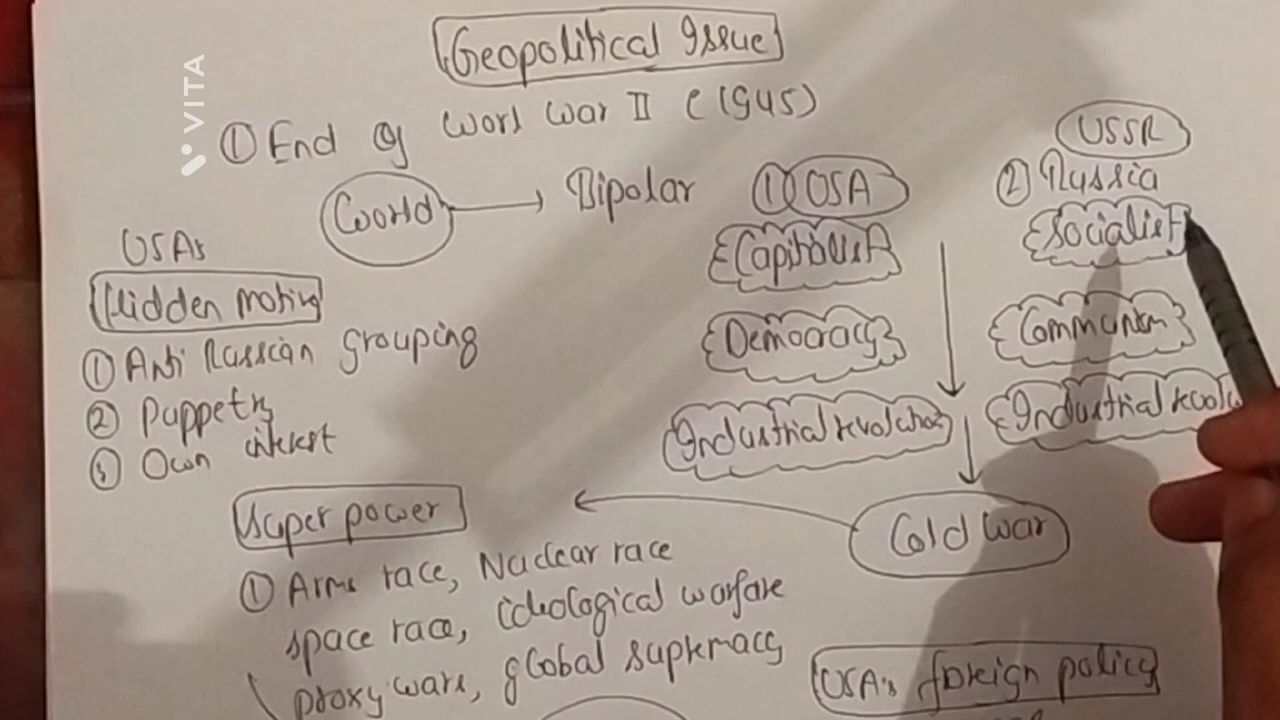 Geopolitical Issue
VITA
① End of Worl War II (1945)
USSR
World → Bipolar ① USA ② Russia
USA's Capitalist Socialist
Hidden motive
Democracy Communism
① Anti Russian grouping
② Puppetry
Industrial revolution Industrial revolu
③ Own interest
Super power Cold War
① Arms race, Nuclear race
space race, ideological warfare
proxy wars, global supremacy
USA's foreign policy